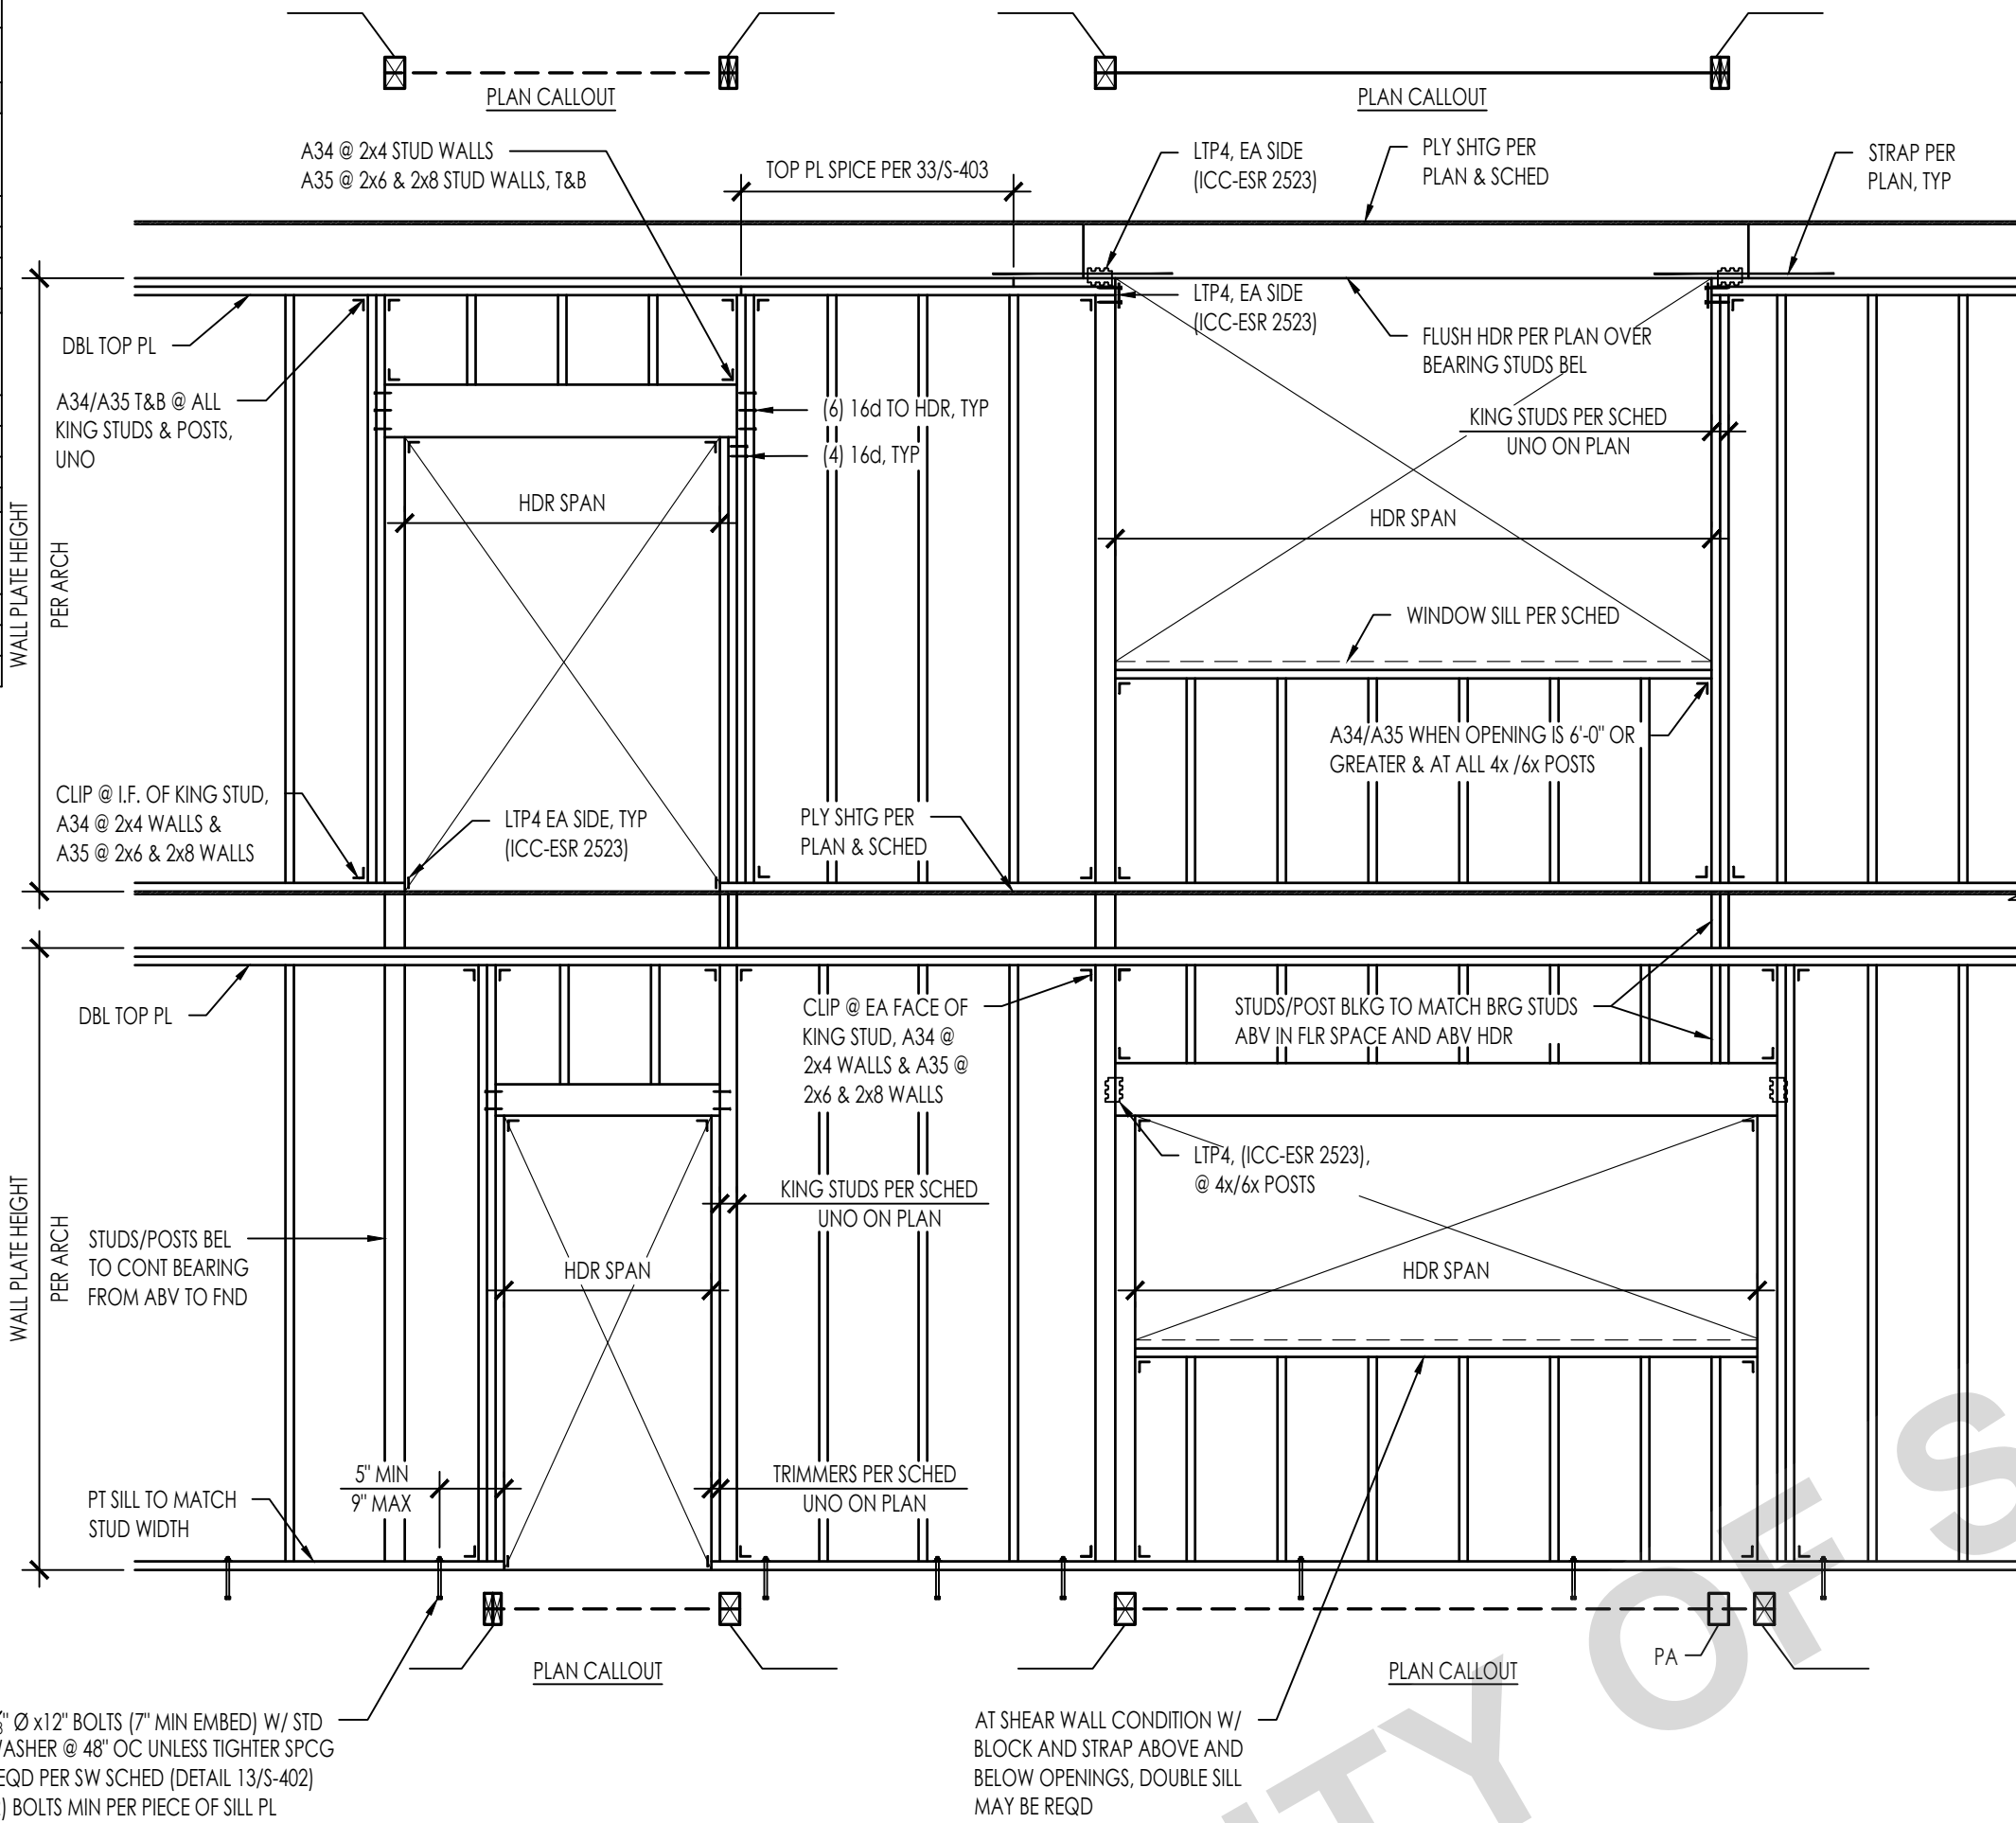 PLAN CALLOUT
PLAN CALLOUT
A34 @ 2x4 STUD WALLS
A35 @ 2x6 & 2x8 STUD WALLS, T&B
TOP PL SPICE PER 33/S-403
LTP4, EA SIDE
(ICC-ESR 2523)
PLY SHTG PER
PLAN & SCHED
STRAP PER
PLAN, TYP
DBL TOP PL
LTP4, EA SIDE
(ICC-ESR 2523)
FLUSH HDR PER PLAN OVER
BEARING STUDS BEL
A34/A35 T&B @ ALL
KING STUDS & POSTS,
UNO
(6) 16d TO HDR, TYP
(4) 16d, TYP
KING STUDS PER SCHED
UNO ON PLAN
HDR SPAN
HDR SPAN
WALL PLATE HEIGHT
PER ARCH
WINDOW SILL PER SCHED
A34/A35 WHEN OPENING IS 6'-0" OR
GREATER & AT ALL 4x /6x POSTS
CLIP @ I.F. OF KING STUD,
A34 @ 2x4 WALLS &
A35 @ 2x6 & 2x8 WALLS
LTP4 EA SIDE, TYP
(ICC-ESR 2523)
PLY SHTG PER
PLAN & SCHED
DBL TOP PL
CLIP @ EA FACE OF
KING STUD, A34 @
2x4 WALLS & A35 @
2x6 & 2x8 WALLS
STUDS/POST BLKG TO MATCH BRG STUDS
ABV IN FLR SPACE AND ABV HDR
LTP4, (ICC-ESR 2523),
@ 4x/6x POSTS
KING STUDS PER SCHED
UNO ON PLAN
WALL PLATE HEIGHT
PER ARCH
STUDS/POSTS BEL
TO CONT BEARING
FROM ABV TO FND
HDR SPAN
HDR SPAN
5" MIN
9" MAX
TRIMMERS PER SCHED
UNO ON PLAN
PT SILL TO MATCH
STUD WIDTH
PLAN CALLOUT
PLAN CALLOUT
PA
" Ø x12" BOLTS (7" MIN EMBED) W/ STD
WASHER @ 48" OC UNLESS TIGHTER SPCG
EQD PER SW SCHED (DETAIL 13/S-402)
) BOLTS MIN PER PIECE OF SILL PL
AT SHEAR WALL CONDITION W/
BLOCK AND STRAP ABOVE AND
BELOW OPENINGS, DOUBLE SILL
MAY BE REQD
TY OF S